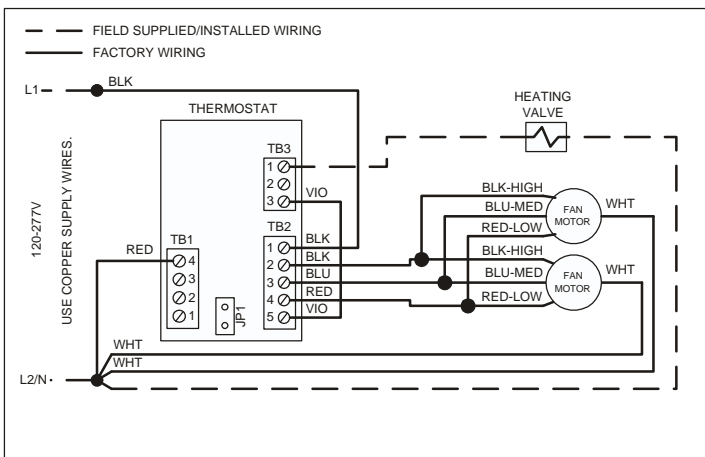 FIELD SUPPLIED/INSTALLED WIRING
FACTORY WIRING
L1
BLK
THERMOSTAT
HEATING
VALVE
120-277V
USE COPPER SUPPLY WIRES.
TB3
1
2
3
VIO
TB2
1
2
3
4
5
BLK
BLK
BLU
RED
VIO
RED
TB1
4
3
2
1
JP1
BLK-HIGH
BLU-MED
RED-LOW
FAN
MOTOR
WHT
BLK-HIGH
BLU-MED
RED-LOW
FAN
MOTOR
WHT
WHT
WHT
L2/N